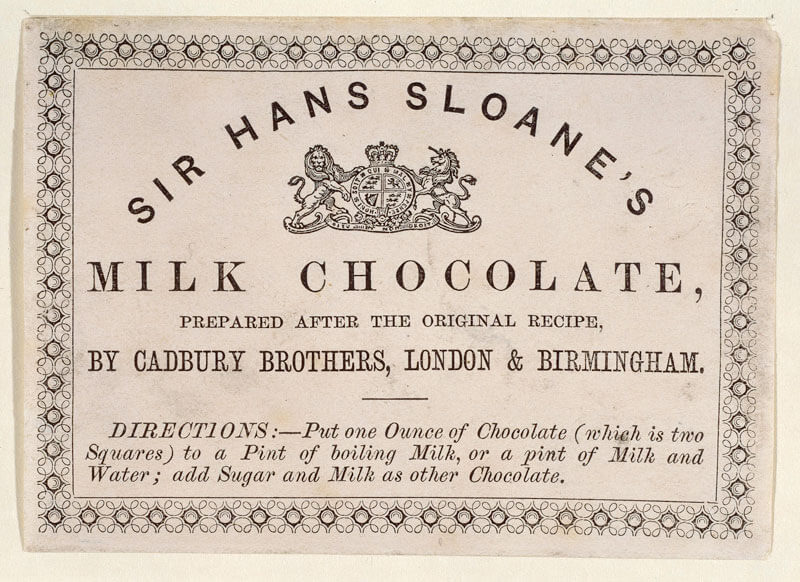 SIR HANS SLOANE'S
MILK CHOCOLATE,
PREPARED AFTER THE ORIGINAL RECIPE,
BY CADBURY BROTHERS, LONDON & BIRMINGHAM.
DIRECTIONS:—Put one Ounce of Chocolate (which is two
Squares) to a Pint of boiling Milk, or a pint of Milk and
Water; add Sugar and Milk as other Chocolate.